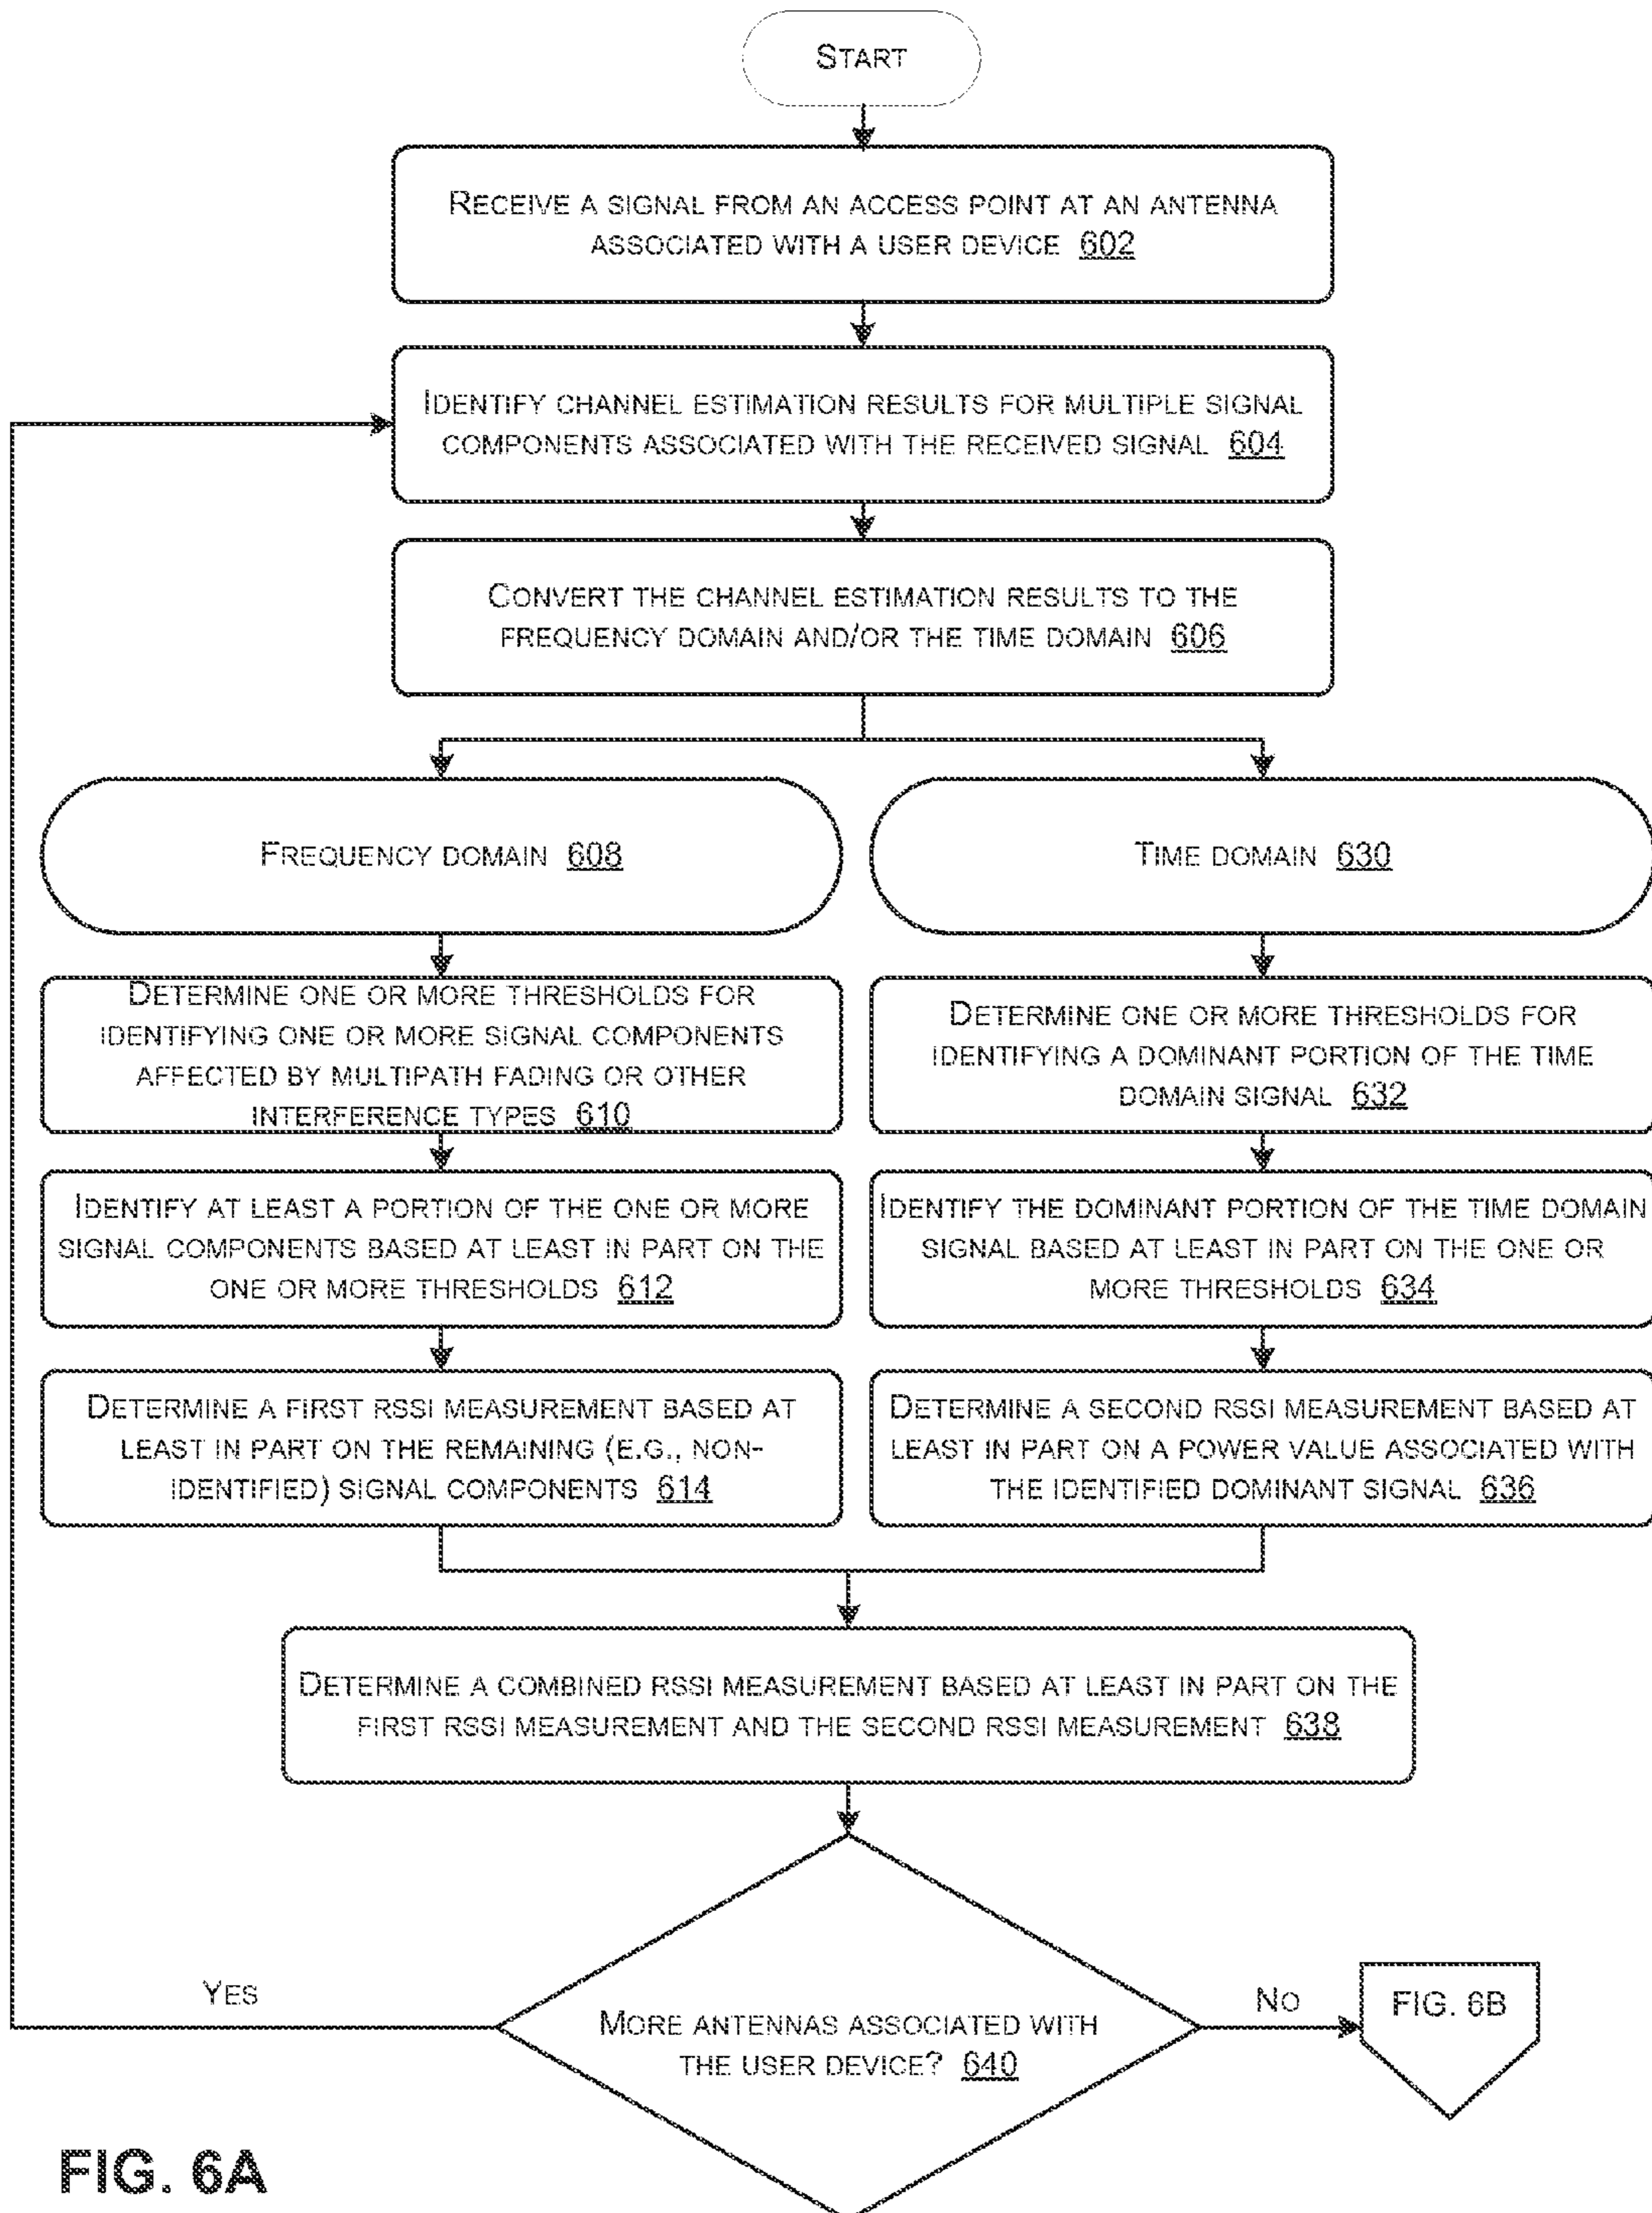 START
RECEIVE A SIGNAL FROM AN ACCESS POINT AT AN ANTENNA
ASSOCIATED WITH A USER DEVICE 602
IDENTIFY CHANNEL ESTIMATION RESULTS FOR MULTIPLE SIGNAL
COMPONENTS ASSOCIATED WITH THE RECEIVED SIGNAL 604
CONVERT THE CHANNEL ESTIMATION RESULTS TO THE
FREQUENCY DOMAIN AND/OR THE TIME DOMAIN 606
FREQUENCY DOMAIN 608
TIME DOMAIN 630
DETERMINE ONE OR MORE THRESHOLDS FOR
IDENTIFYING ONE OR MORE SIGNAL COMPONENTS
AFFECTED BY MULTIPATH FADING OR OTHER
INTERFERENCE TYPES 610
DETERMINE ONE OR MORE THRESHOLDS FOR
IDENTIFYING A DOMINANT PORTION OF THE TIME
DOMAIN SIGNAL 632
IDENTIFY AT LEAST A PORTION OF THE ONE OR MORE
SIGNAL COMPONENTS BASED AT LEAST IN PART ON THE
ONE OR MORE THRESHOLDS 612
IDENTIFY THE DOMINANT PORTION OF THE TIME DOMAIN
SIGNAL BASED AT LEAST IN PART ON THE ONE OR
MORE THRESHOLDS 634
DETERMINE A FIRST RSSI MEASUREMENT BASED AT
LEAST IN PART ON THE REMAINING (E.G., NON-
IDENTIFIED) SIGNAL COMPONENTS 614
DETERMINE A SECOND RSSI MEASUREMENT BASED AT
LEAST IN PART ON A POWER VALUE ASSOCIATED WITH
THE IDENTIFIED DOMINANT SIGNAL 636
DETERMINE A COMBINED RSSI MEASUREMENT BASED AT LEAST IN PART ON THE
FIRST RSSI MEASUREMENT AND THE SECOND RSSI MEASUREMENT 638
YES
MORE ANTENNAS ASSOCIATED WITH
THE USER DEVICE? 640
NO
FIG. 6B
FIG. 6A